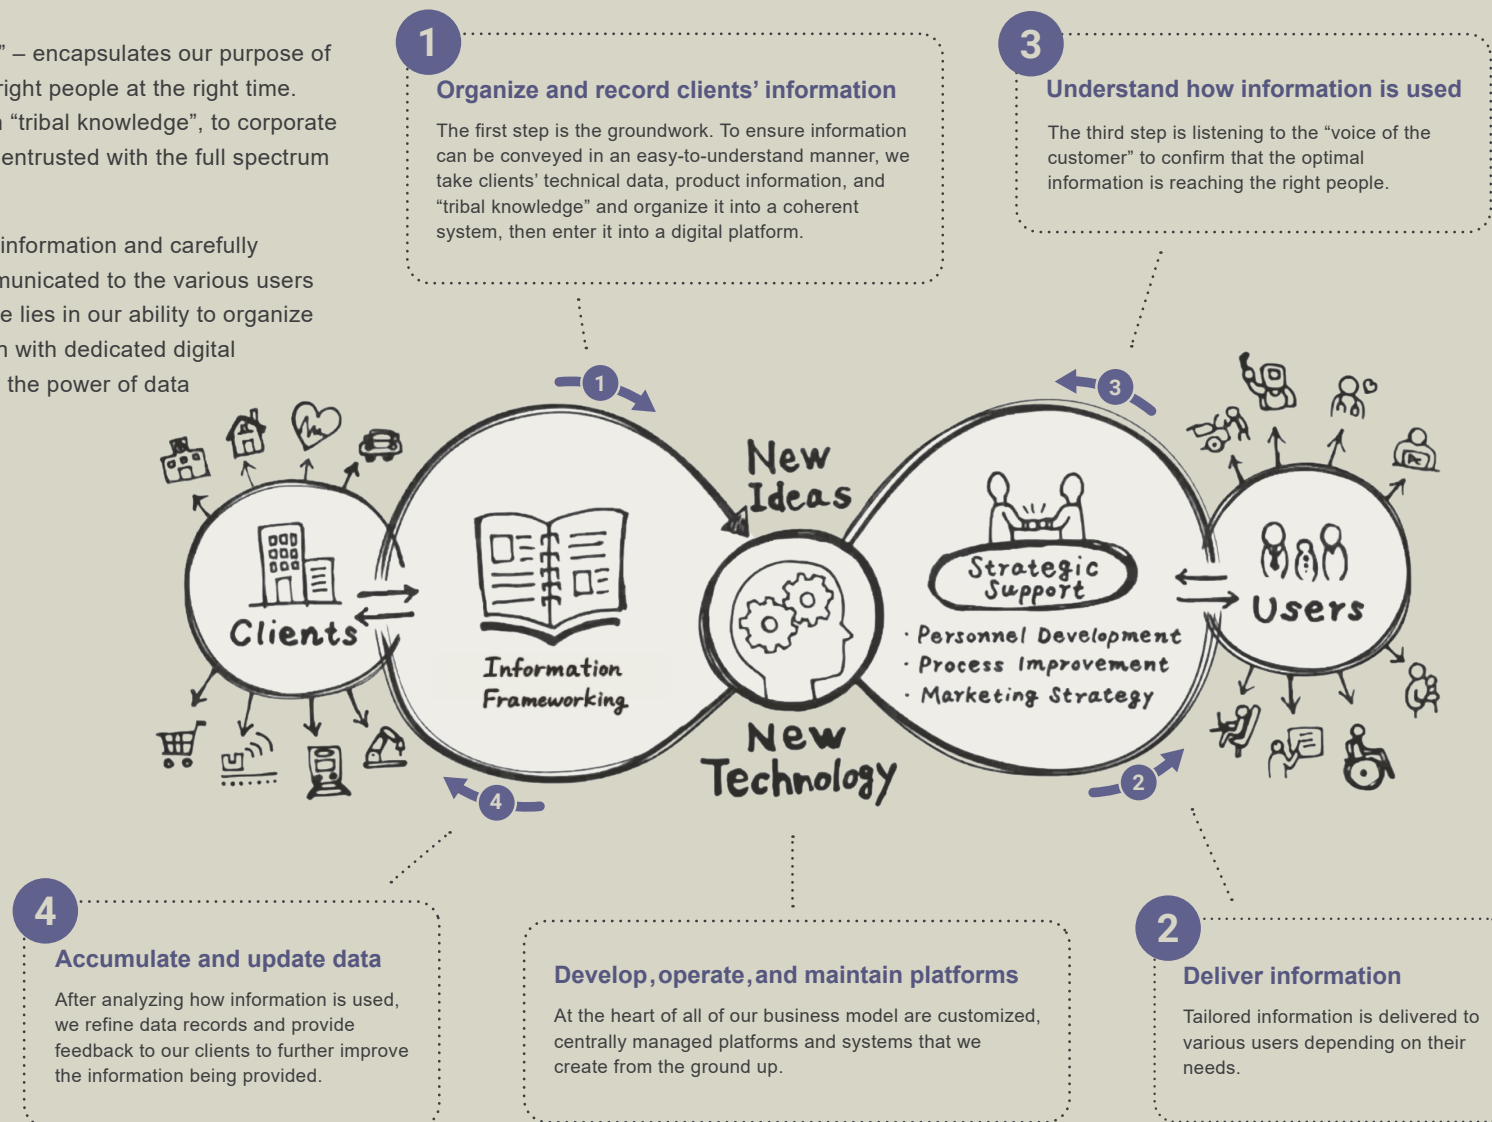 ” – encapsulates our purpose of
right people at the right time.
“tribal knowledge”, to corporate
entrusted with the full spectrum
information and carefully
municated to the various users
e lies in our ability to organize
n with dedicated digital
the power of data
1
Organize and record clients’ information
The first step is the groundwork. To ensure information
can be conveyed in an easy-to-understand manner, we
take clients’ technical data, product information, and
“tribal knowledge” and organize it into a coherent
system, then enter it into a digital platform.
3
Understand how information is used
The third step is listening to the “voice of the
customer” to confirm that the optimal
information is reaching the right people.
1
3
New
Ideas
Clients
Information
Frameworking
Strategic
Support
· Personnel Development
· Process Improvement
· Marketing Strategy
Users
New
Technology
4
2
4
Accumulate and update data
After analyzing how information is used,
we refine data records and provide
feedback to our clients to further improve
the information being provided.
Develop, operate, and maintain platforms
At the heart of all of our business model are customized,
centrally managed platforms and systems that we
create from the ground up.
2
Deliver information
Tailored information is delivered to
various users depending on their
needs.